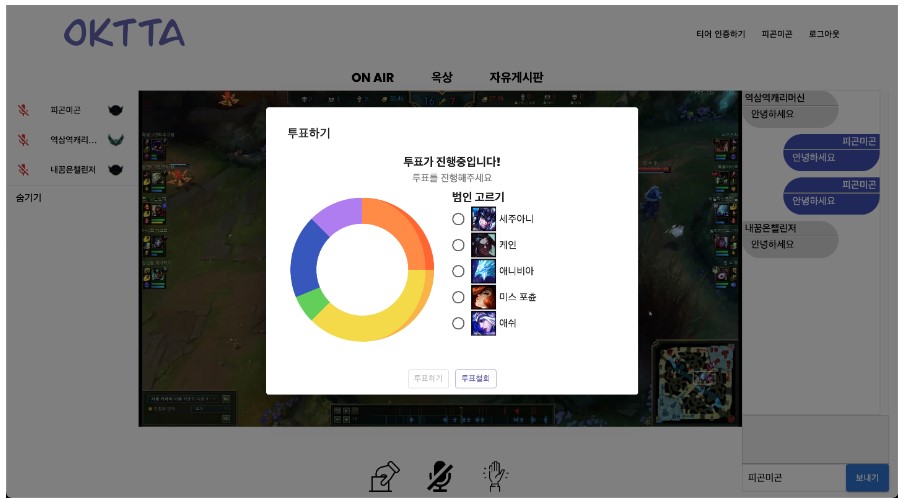 OKTTA
티어 인증하기 피곤미곤 로그아웃
ON AIR 옥상 자유게시판
피곤미곤
역삼역캐리...
내꿈은챌린저
숨기기
투표하기
투표가 진행중입니다!
투표를 진행해주세요
범인 고르기
세주아니
케인
애니비아
미스 포츈
애쉬
투표하기 투표철회
역삼역캐리머신
안녕하세요
피곤미곤
안녕하세요
피곤미곤
안녕하세요
내꿈은챌린저
안녕하세요
피곤미곤
보내기